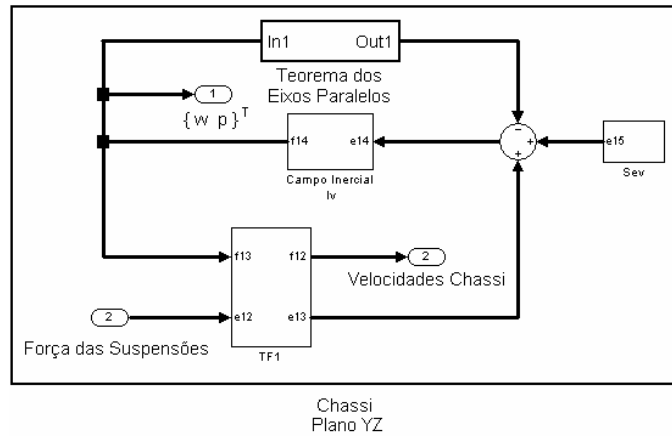 In1 Out1
Teorema dos
Eixos Paralelos
1
{w p}ᵀ
f14 e14
Campo Inercial
Iv
−
+
+
e15
Sev
f13 f12
e12 e13
TF1
2
Velocidades Chassi
2
Força das Suspensões
Chassi
Plano YZ